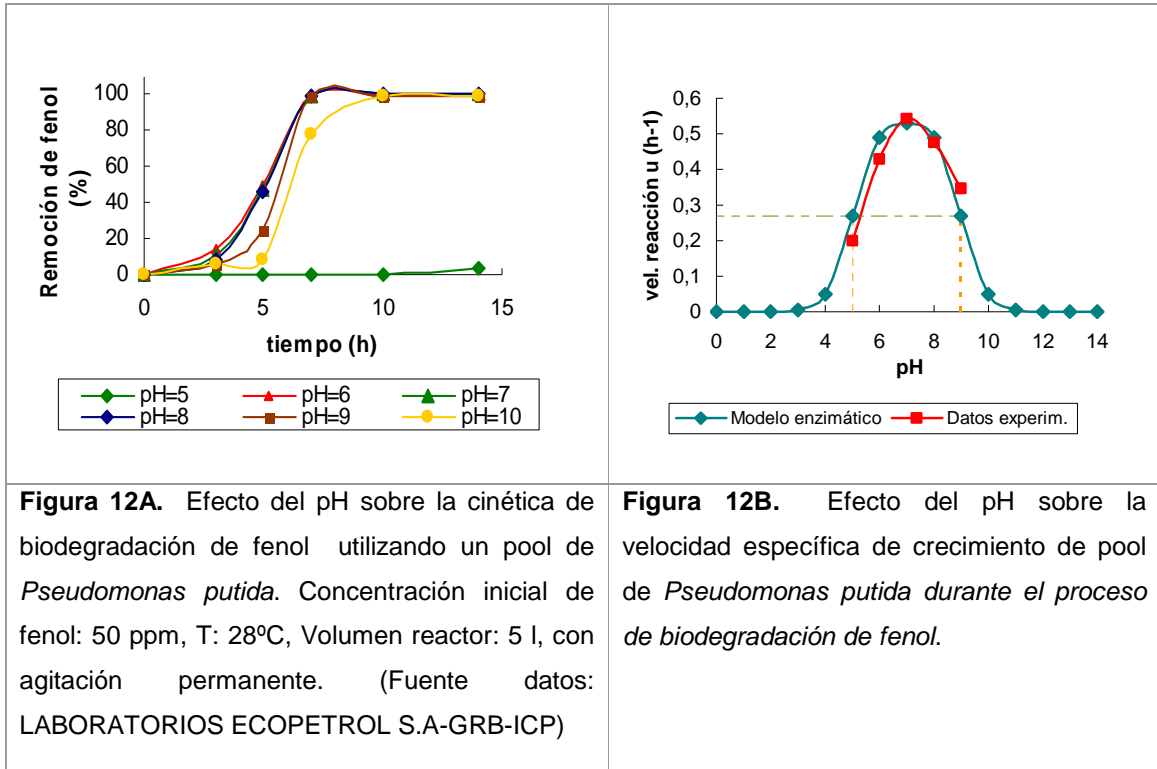 Remoción de fenol
(%)
100
80
60
40
20
0
0
5
10
15
tiempo (h)
pH=5
pH=6
pH=7
pH=8
pH=9
pH=10
vel. reacción u (h-1)
0,6
0,5
0,4
0,3
0,2
0,1
0
0
2
4
6
8
10
12
14
pH
Modelo enzimático
Datos experim.
Figura 12A. Efecto del pH sobre la cinética de
biodegradación de fenol utilizando un pool de
Pseudomonas putida. Concentración inicial de
fenol: 50 ppm, T: 28ºC, Volumen reactor: 5 l, con
agitación permanente. (Fuente datos:
LABORATORIOS ECOPETROL S.A-GRB-ICP)
Figura 12B. Efecto del pH sobre la
velocidad específica de crecimiento de pool
de Pseudomonas putida durante el proceso
de biodegradación de fenol.